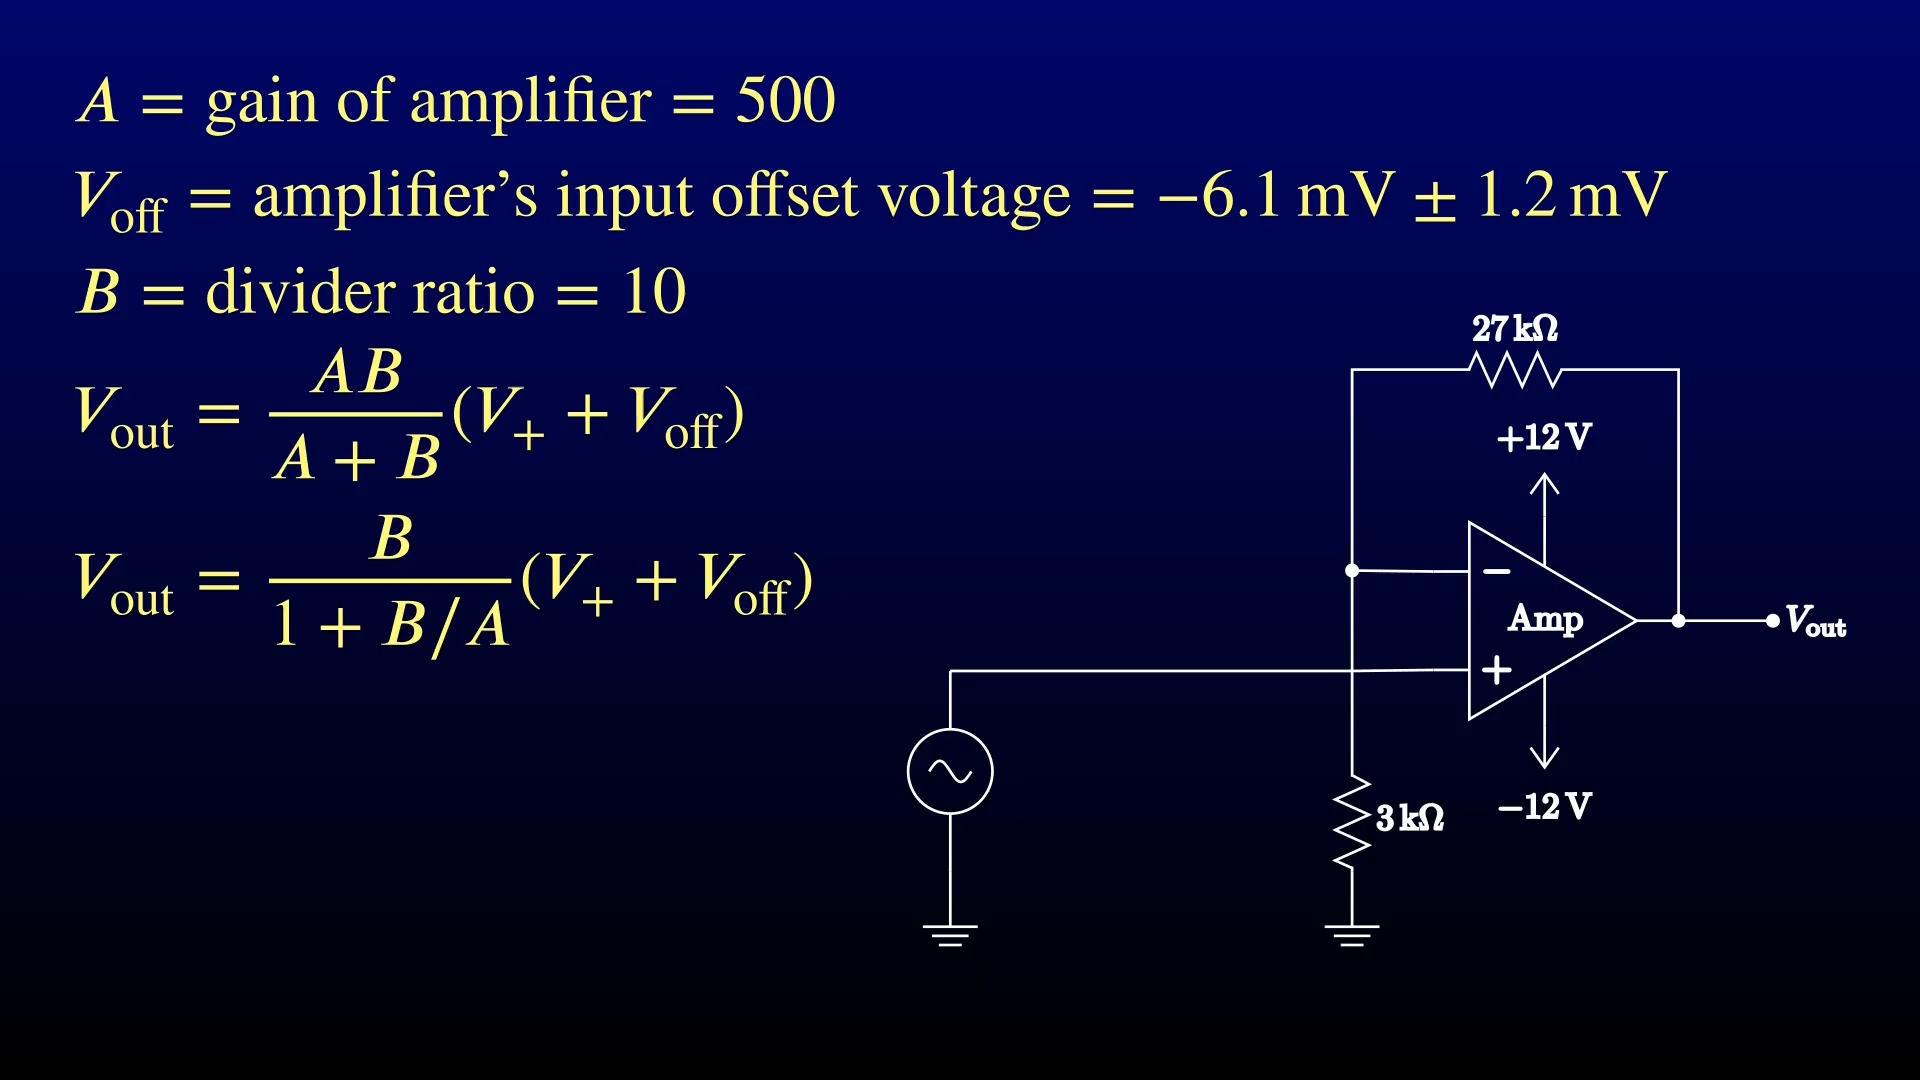 A = gain of amplifier = 500
V_off = amplifier’s input offset voltage = −6.1 mV ± 1.2 mV
B = divider ratio = 10
V_out = AB/(A + B) (V_+ + V_off)
V_out = B/(1 + B/A) (V_+ + V_off)
27 kΩ
+12 V
−
Amp
V_out
+
3 kΩ
−12 V